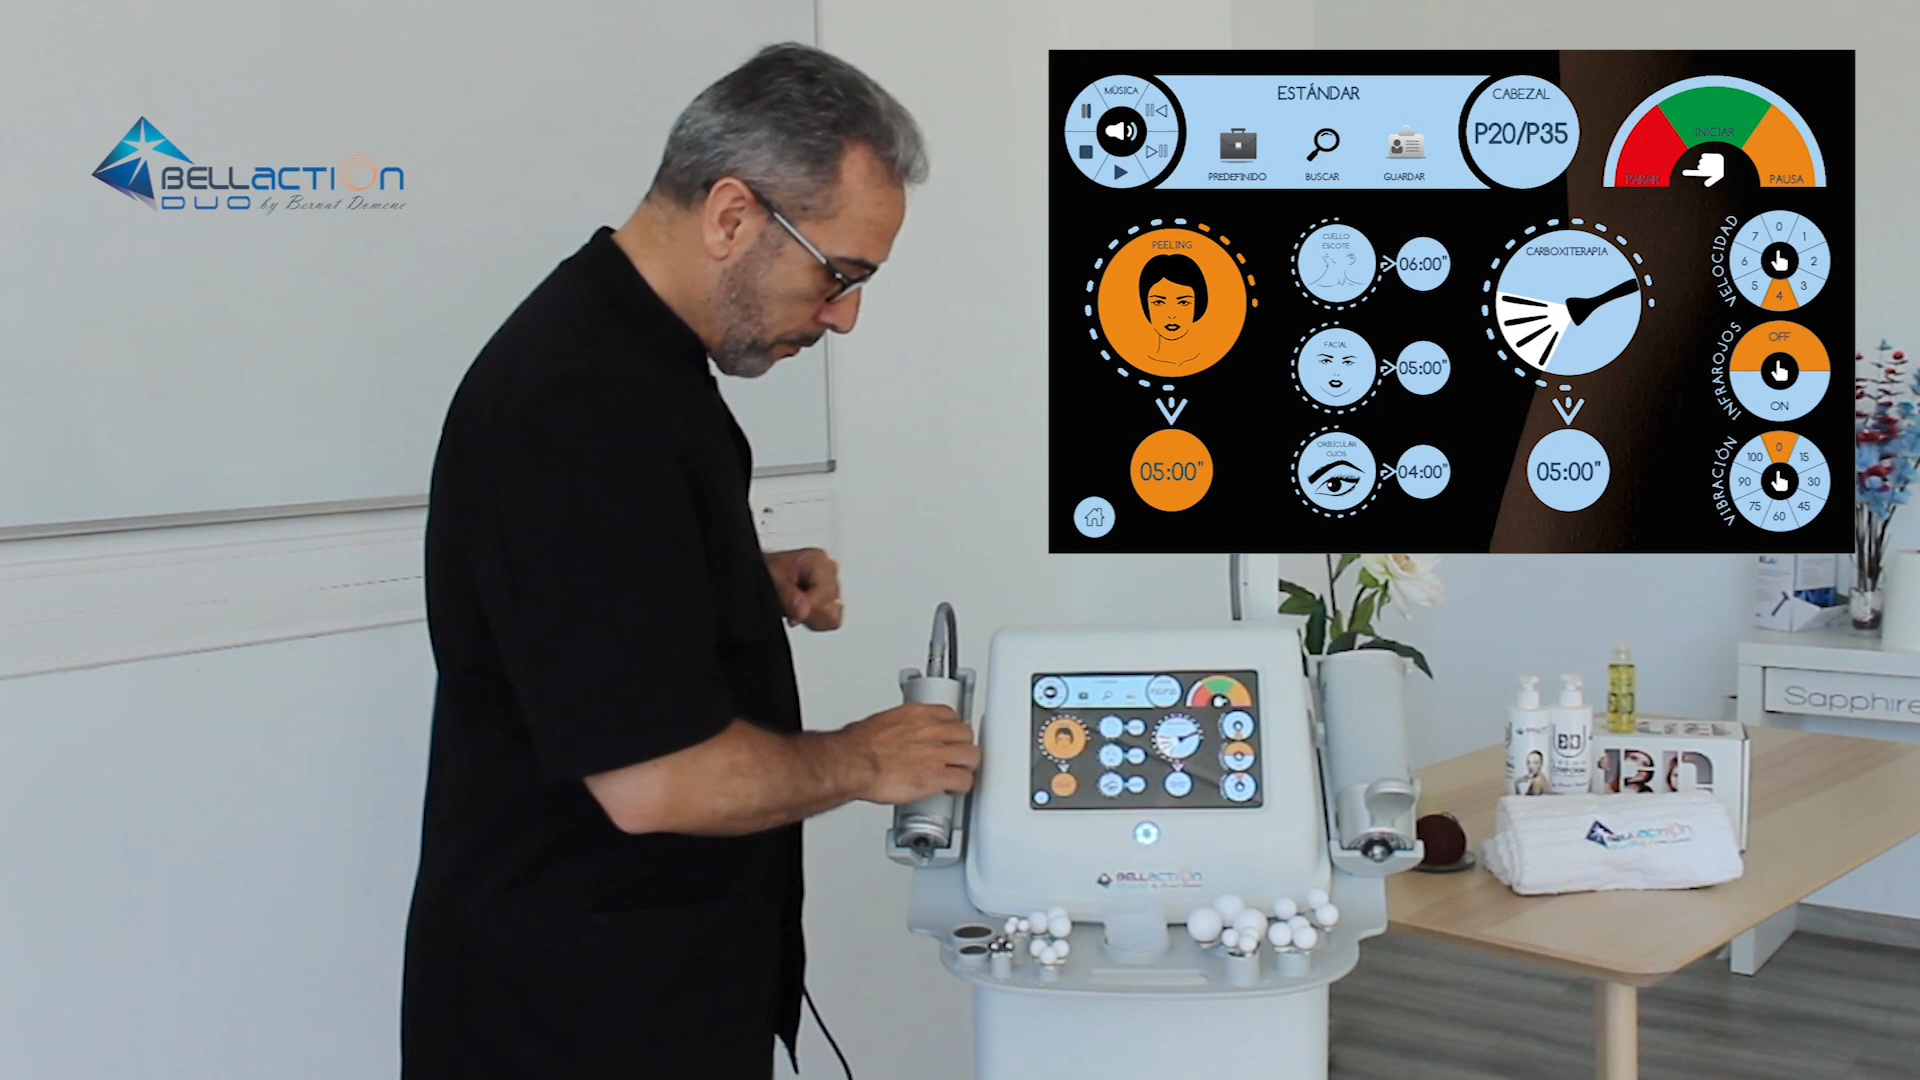 BELLACTION
DUO by Bernat Domene
MÚSICA
ESTÁNDAR
PREDEFINIDO
BUSCAR
GUARDAR
CABEZAL
P20/P35
PARAR
INICIAR
PAUSA
PEELING
05:00"
CUELLO
ESCOTE
06:00"
FACIAL
05:00"
ORBICULAR
OJOS
04:00"
CARBOXITERAPIA
05:00"
VELOCIDAD
0
1
2
3
4
5
6
7
INFRAROJOS
OFF
ON
VIBRACIÓN
0
15
30
45
60
75
90
100
BELLACTION
Sapphire
BELLACTION